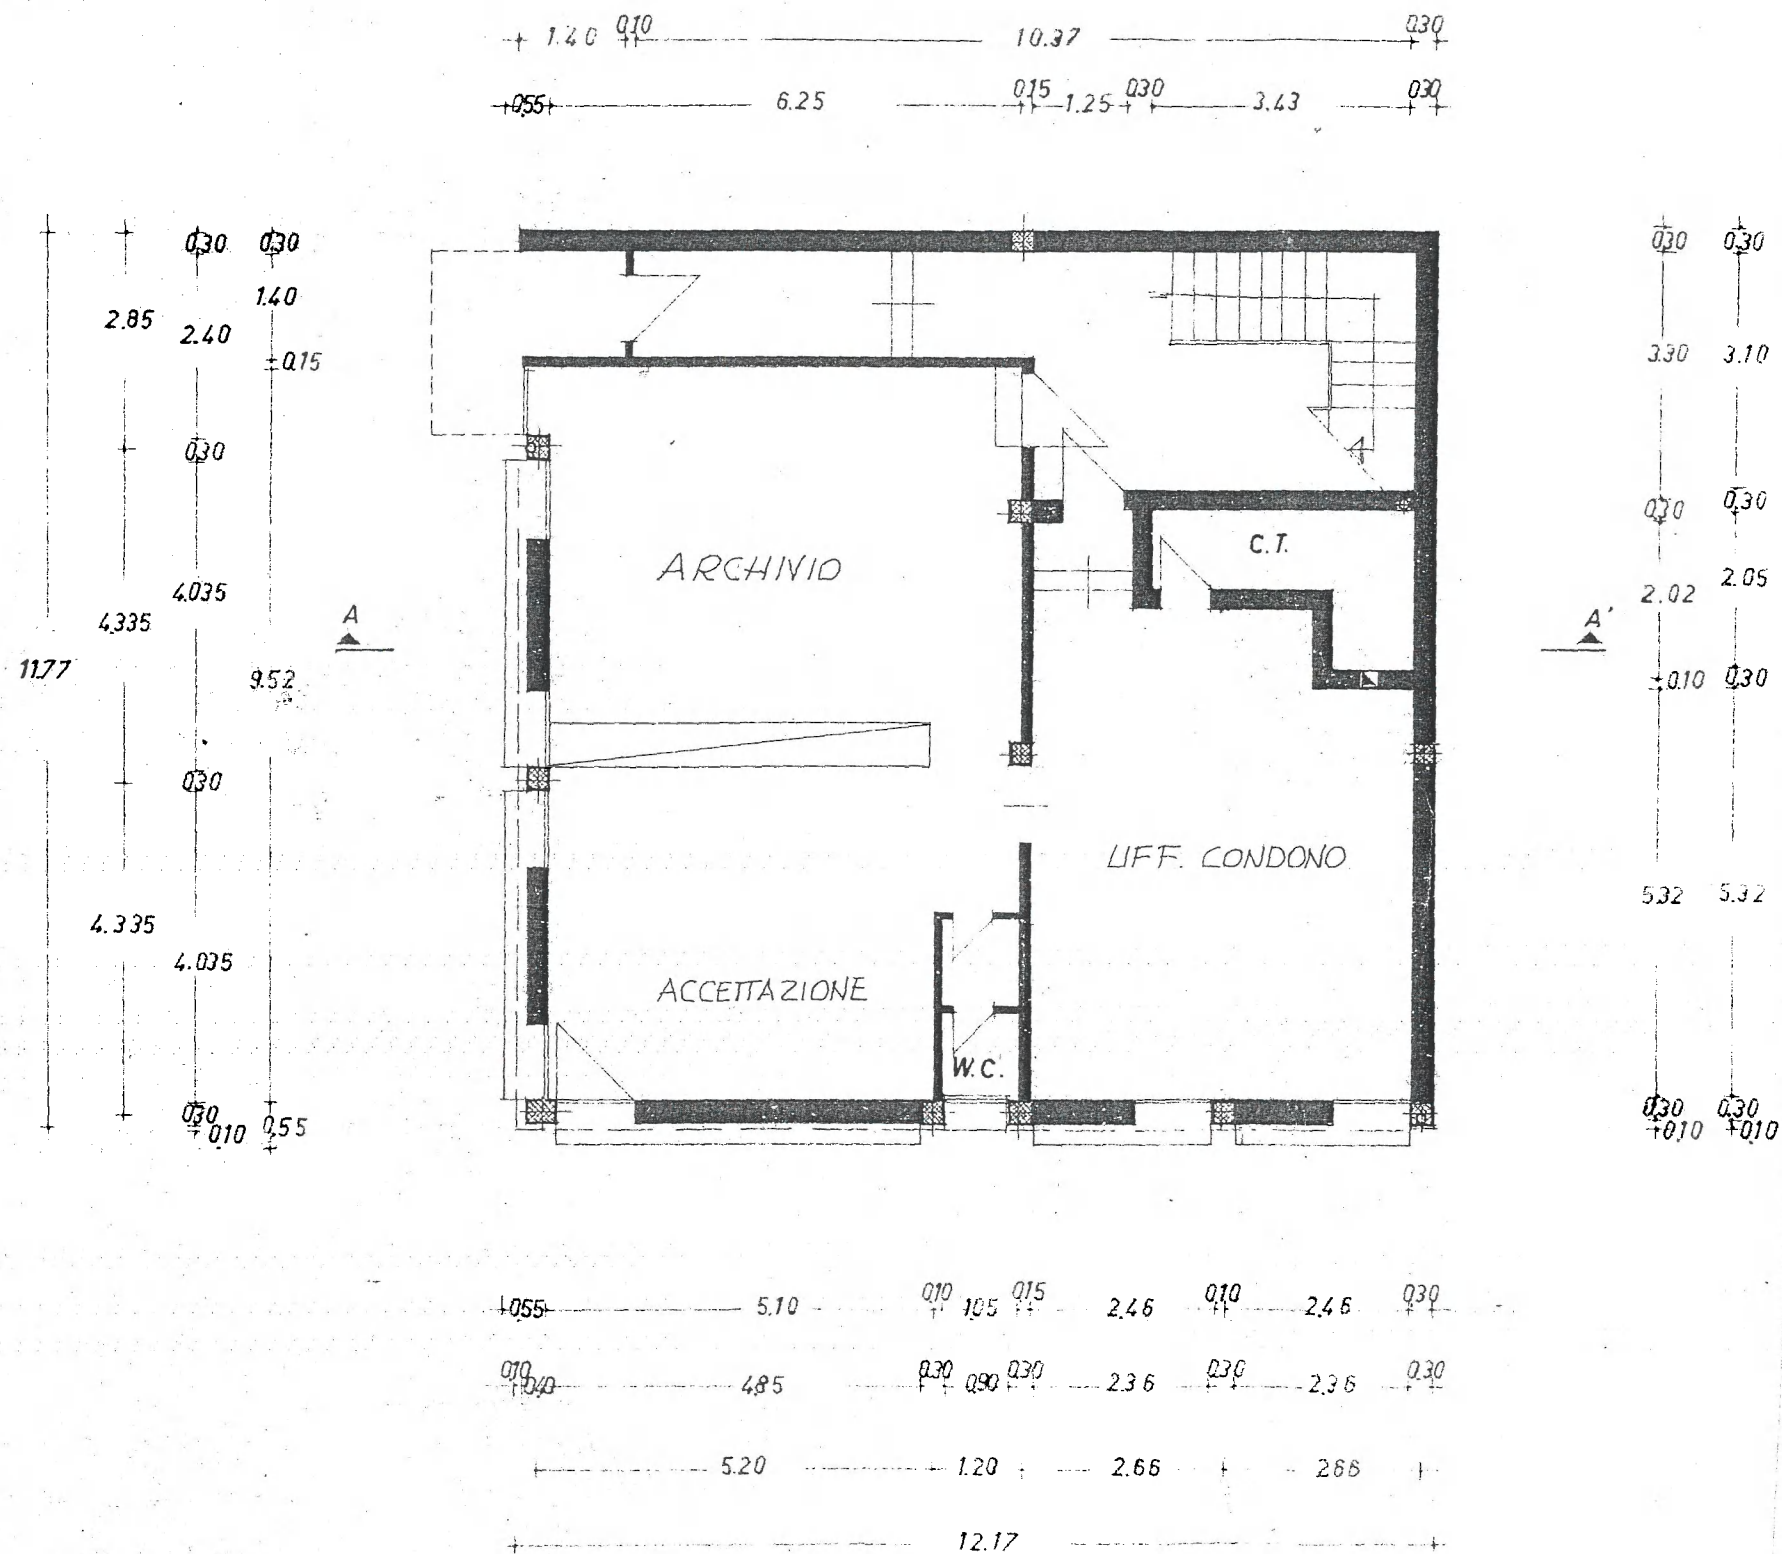 1.40 0,10 10.37 0,30
0,55 6.25 0,15 1.25 0,30 3.43 0,30
0,30 0,30 0,30 0,30
1.40
2.85 2.40 3.30 3.10
0.15
0,30
0,30 0,30
C.T.
ARCHIVIO
4.035 2.02 2.05
4.335 A A'
11.77 9.52 0.10 0,30
0,30
UFF. CONDONO
5.32 5.32
4.335 4.035
ACCETTAZIONE
W.C.
0,30 0,10 0,55 0,30 0,10 0,30 0,10
0,55 5.10 0,10 1,05 0,15 2.46 0,10 2.46 0,30
0,10 0,40 4,85 0,30 0,90 0,30 2.36 0,30 2.36 0,30
5.20 1.20 2.66 2.66
12.17